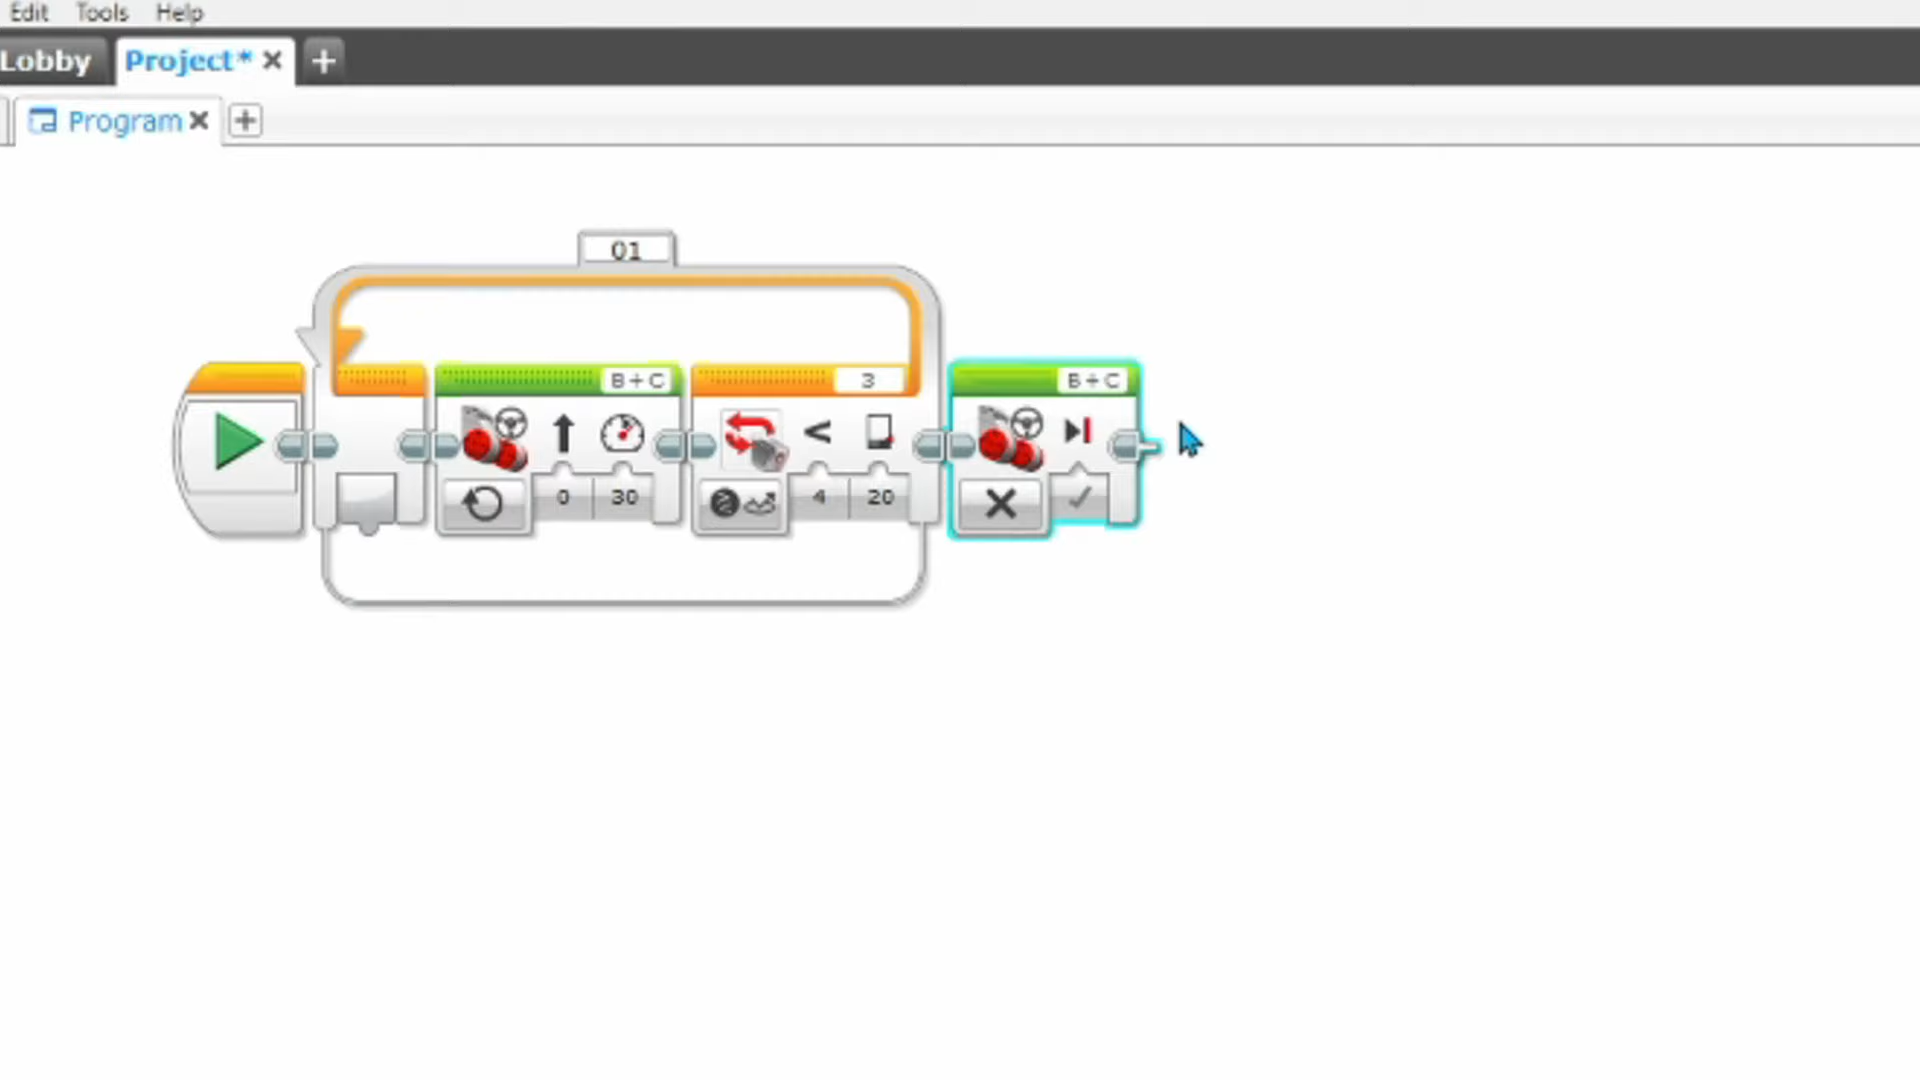 Edit Tools Help
Lobby Project* +
Program +
01
B+C 3 B+C
<
0 30 4 20